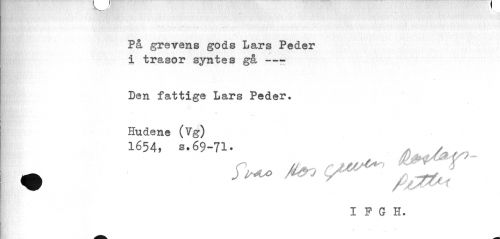 På grevens gods Lars Peder
i trasor syntes gå ---
Den fattige Lars Peder.
Hudene (Vg)
1654, s.69-71.
Svao Hos greven Roslags-
Petter
I F G H.